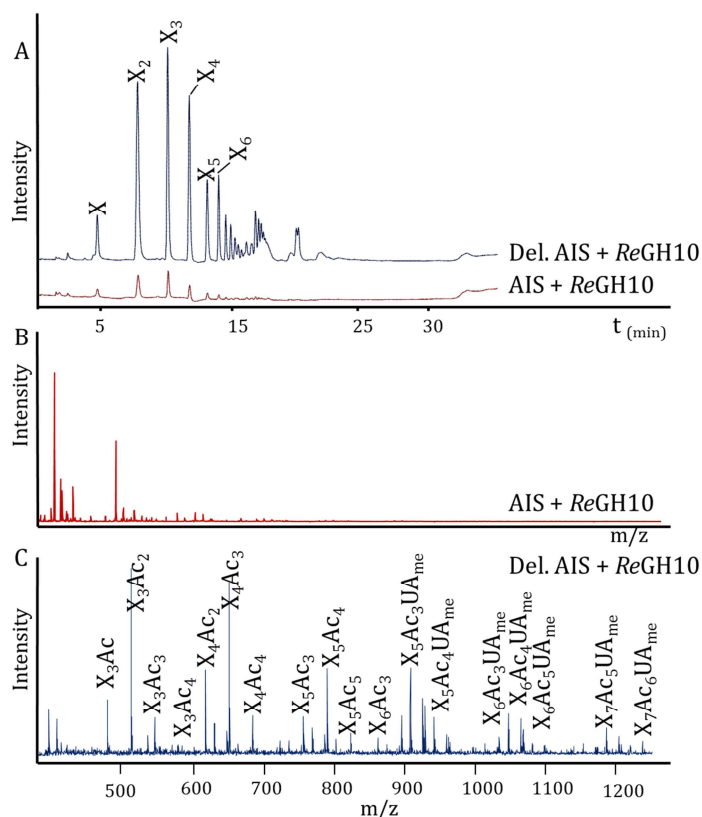 A
Intensity
X
X₂
X₃
X₄
X₅
X₆
Del. AIS + ReGH10
AIS + ReGH10
5
15
25
30
t (min)
B
Intensity
AIS + ReGH10
m/z
C
Del. AIS + ReGH10
Intensity
X₃Ac
X₃Ac₂
X₃Ac₃
X₃Ac₄
X₄Ac₂
X₄Ac₃
X₄Ac₄
X₅Ac₃
X₅Ac₄
X₅Ac₅
X₆Ac₃
X₅Ac₃UAme
X₅Ac₄UAme
X₆Ac₃UAme
X₆Ac₄UAme
X₆Ac₅UAme
X₇Ac₅UAme
X₇Ac₆UAme
500
600
700
800
900
1000
1100
1200
m/z